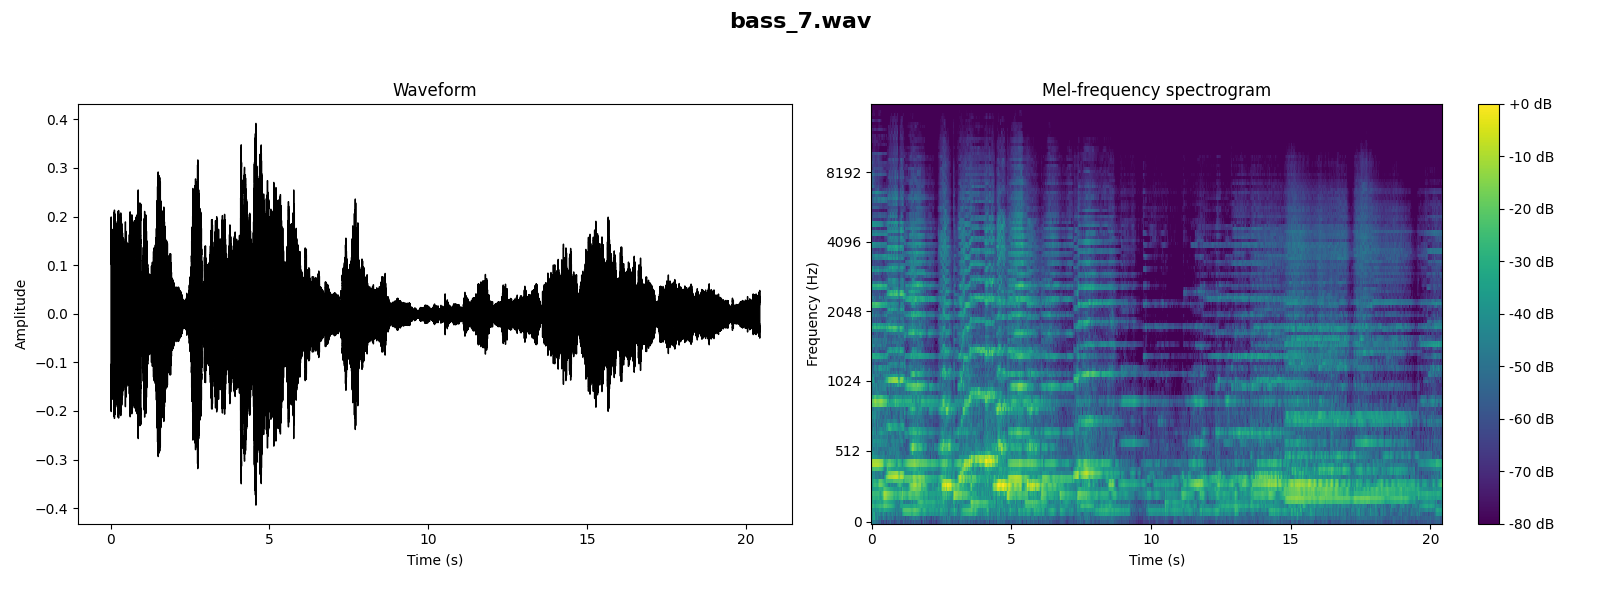 bass_7.wav
Waveform
Amplitude
0.4
0.3
0.2
0.1
0.0
−0.1
−0.2
−0.3
−0.4
0 5 10 15 20
Time (s)
Mel-frequency spectrogram
Frequency (Hz)
8192
4096
2048
1024
512
0
0 5 10 15 20
Time (s)
+0 dB
-10 dB
-20 dB
-30 dB
-40 dB
-50 dB
-60 dB
-70 dB
-80 dB